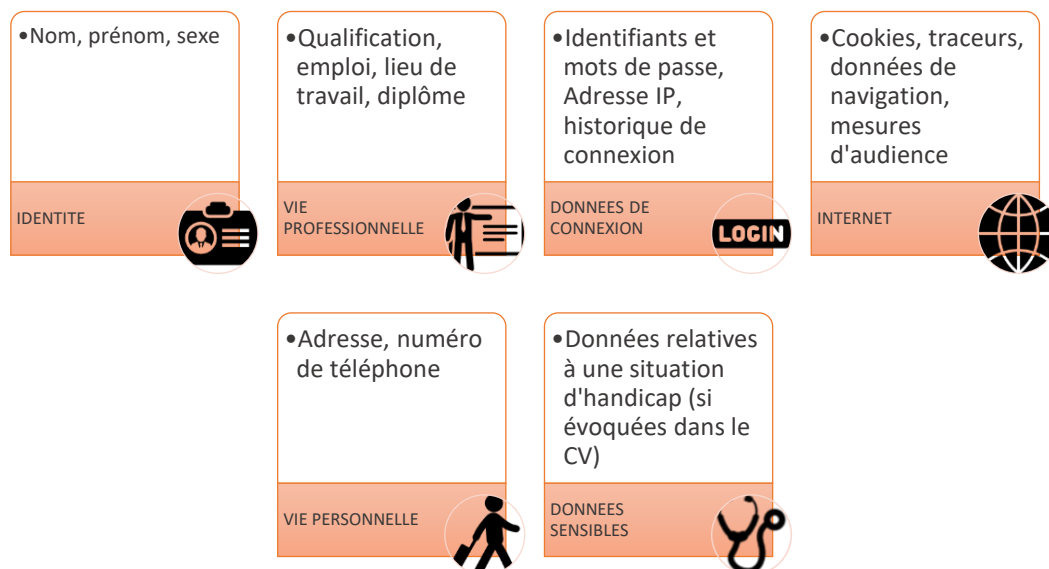 •Nom, prénom, sexe
IDENTITE
•Qualification,
emploi, lieu de
travail, diplôme
VIE
PROFESSIONNELLE
•Identifiants et
mots de passe,
Adresse IP,
historique de
connexion
DONNEES DE
CONNEXION
LOGIN
•Cookies, traceurs,
données de
navigation,
mesures
d'audience
INTERNET
•Adresse, numéro
de téléphone
VIE PERSONNELLE
•Données relatives
à une situation
d'handicap (si
évoquées dans le
CV)
DONNEES
SENSIBLES